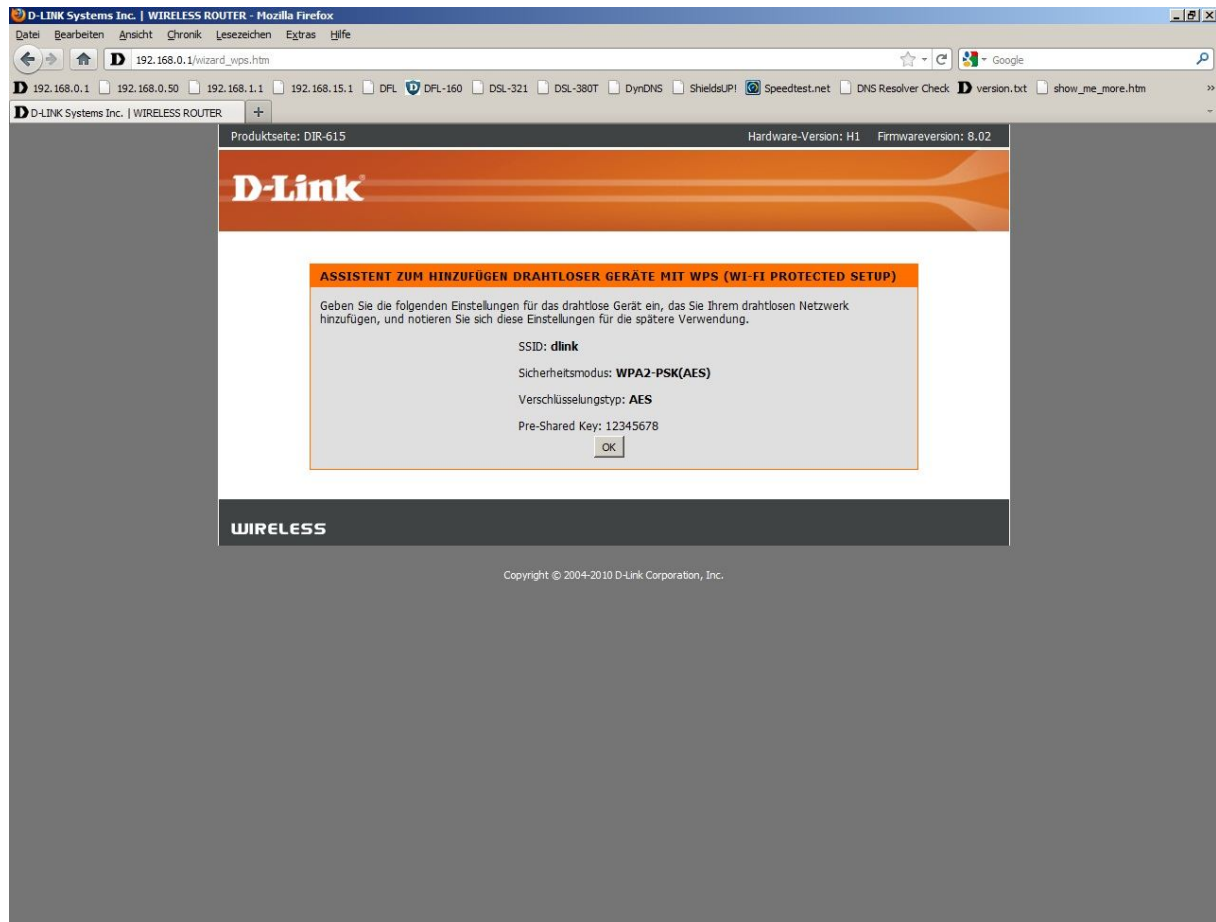 D-LINK Systems Inc. | WIRELESS ROUTER - Mozilla Firefox
Datei Bearbeiten Ansicht Chronik Lesezeichen Extras Hilfe
192.168.0.1/wizard_wps.htm
Google
192.168.0.1 192.168.0.50 192.168.1.1 192.168.15.1 DFL DFL-160 DSL-321 DSL-380T DynDNS ShieldsUP! Speedtest.net DNS Resolver Check version.txt show_me_more.htm »
D-LINK Systems Inc. | WIRELESS ROUTER +
Produktseite: DIR-615 Hardware-Version: H1 Firmwareversion: 8.02
D-Link
ASSISTENT ZUM HINZUFÜGEN DRAHTLOSER GERÄTE MIT WPS (WI-FI PROTECTED SETUP)
Geben Sie die folgenden Einstellungen für das drahtlose Gerät ein, das Sie Ihrem drahtlosen Netzwerk
hinzufügen, und notieren Sie sich diese Einstellungen für die spätere Verwendung.
SSID: dlink
Sicherheitsmodus: WPA2-PSK(AES)
Verschlüsselungstyp: AES
Pre-Shared Key: 12345678
OK
WIRELESS
Copyright © 2004-2010 D-Link Corporation, Inc.